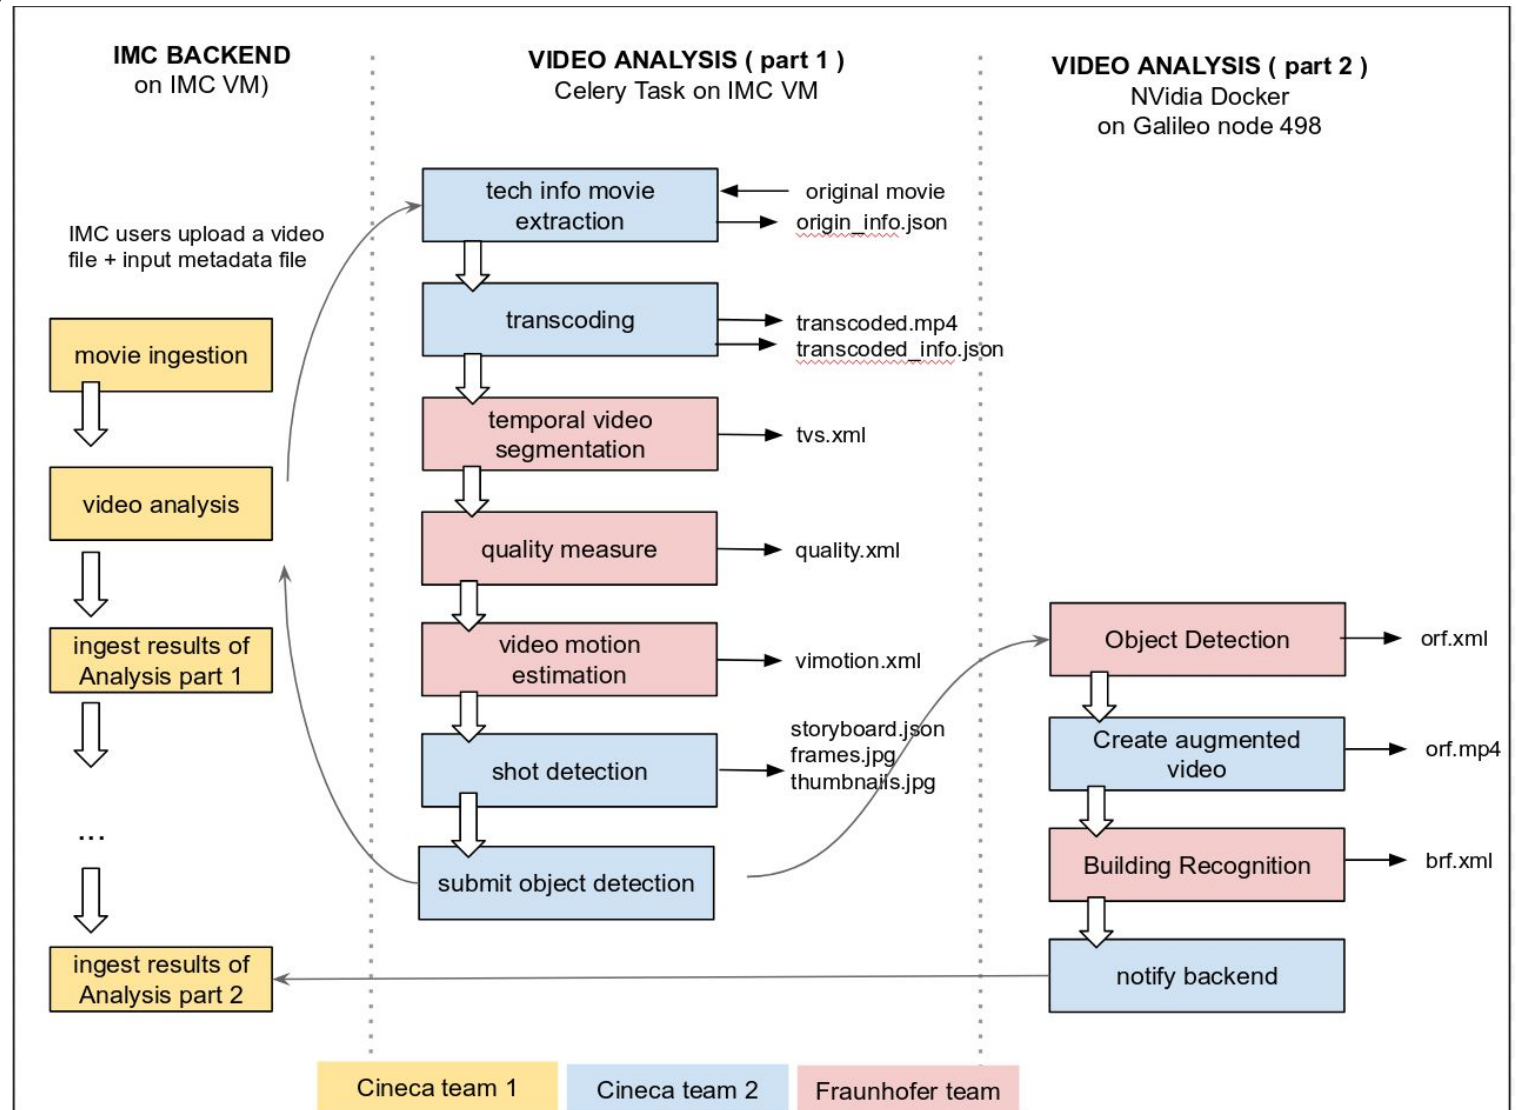 IMC BACKEND
on IMC VM)
IMC users upload a video
file + input metadata file
movie ingestion
video analysis
ingest results of
Analysis part 1
...
ingest results of
Analysis part 2
VIDEO ANALYSIS ( part 1 )
Celery Task on IMC VM
tech info movie
extraction
original movie
origin_info.json
transcoding
transcoded.mp4
transcoded_info.json
temporal video
segmentation
tvs.xml
quality measure
quality.xml
video motion
estimation
vimotion.xml
shot detection
storyboard.json
frames.jpg
thumbnails.jpg
submit object detection
VIDEO ANALYSIS ( part 2 )
NVidia Docker
on Galileo node 498
Object Detection
orf.xml
Create augmented
video
orf.mp4
Building Recognition
brf.xml
notify backend
Cineca team 1
Cineca team 2
Fraunhofer team